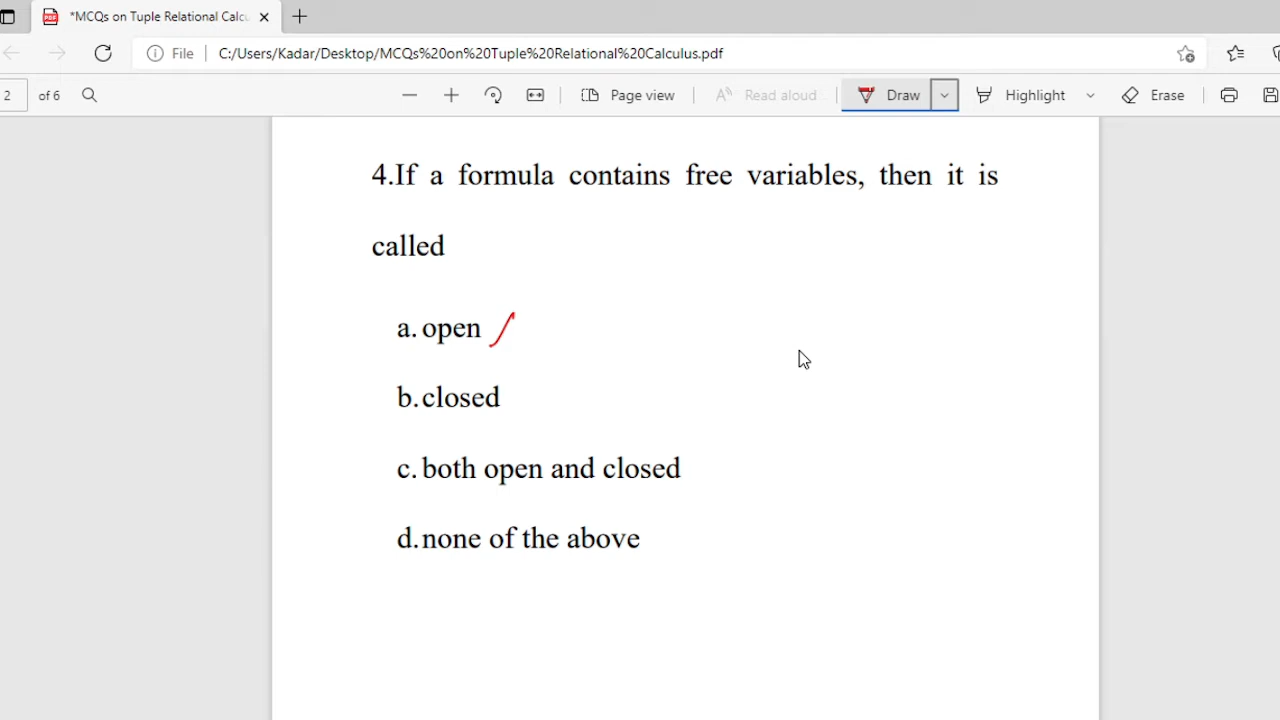 *MCQs on Tuple Relational Calcu
File C:/Users/Kadar/Desktop/MCQs%20on%20Tuple%20Relational%20Calculus.pdf
2 of 6 Page view Read aloud Draw Highlight Erase
4.If a formula contains free variables, then it is
called
a. open
b. closed
c. both open and closed
d. none of the above